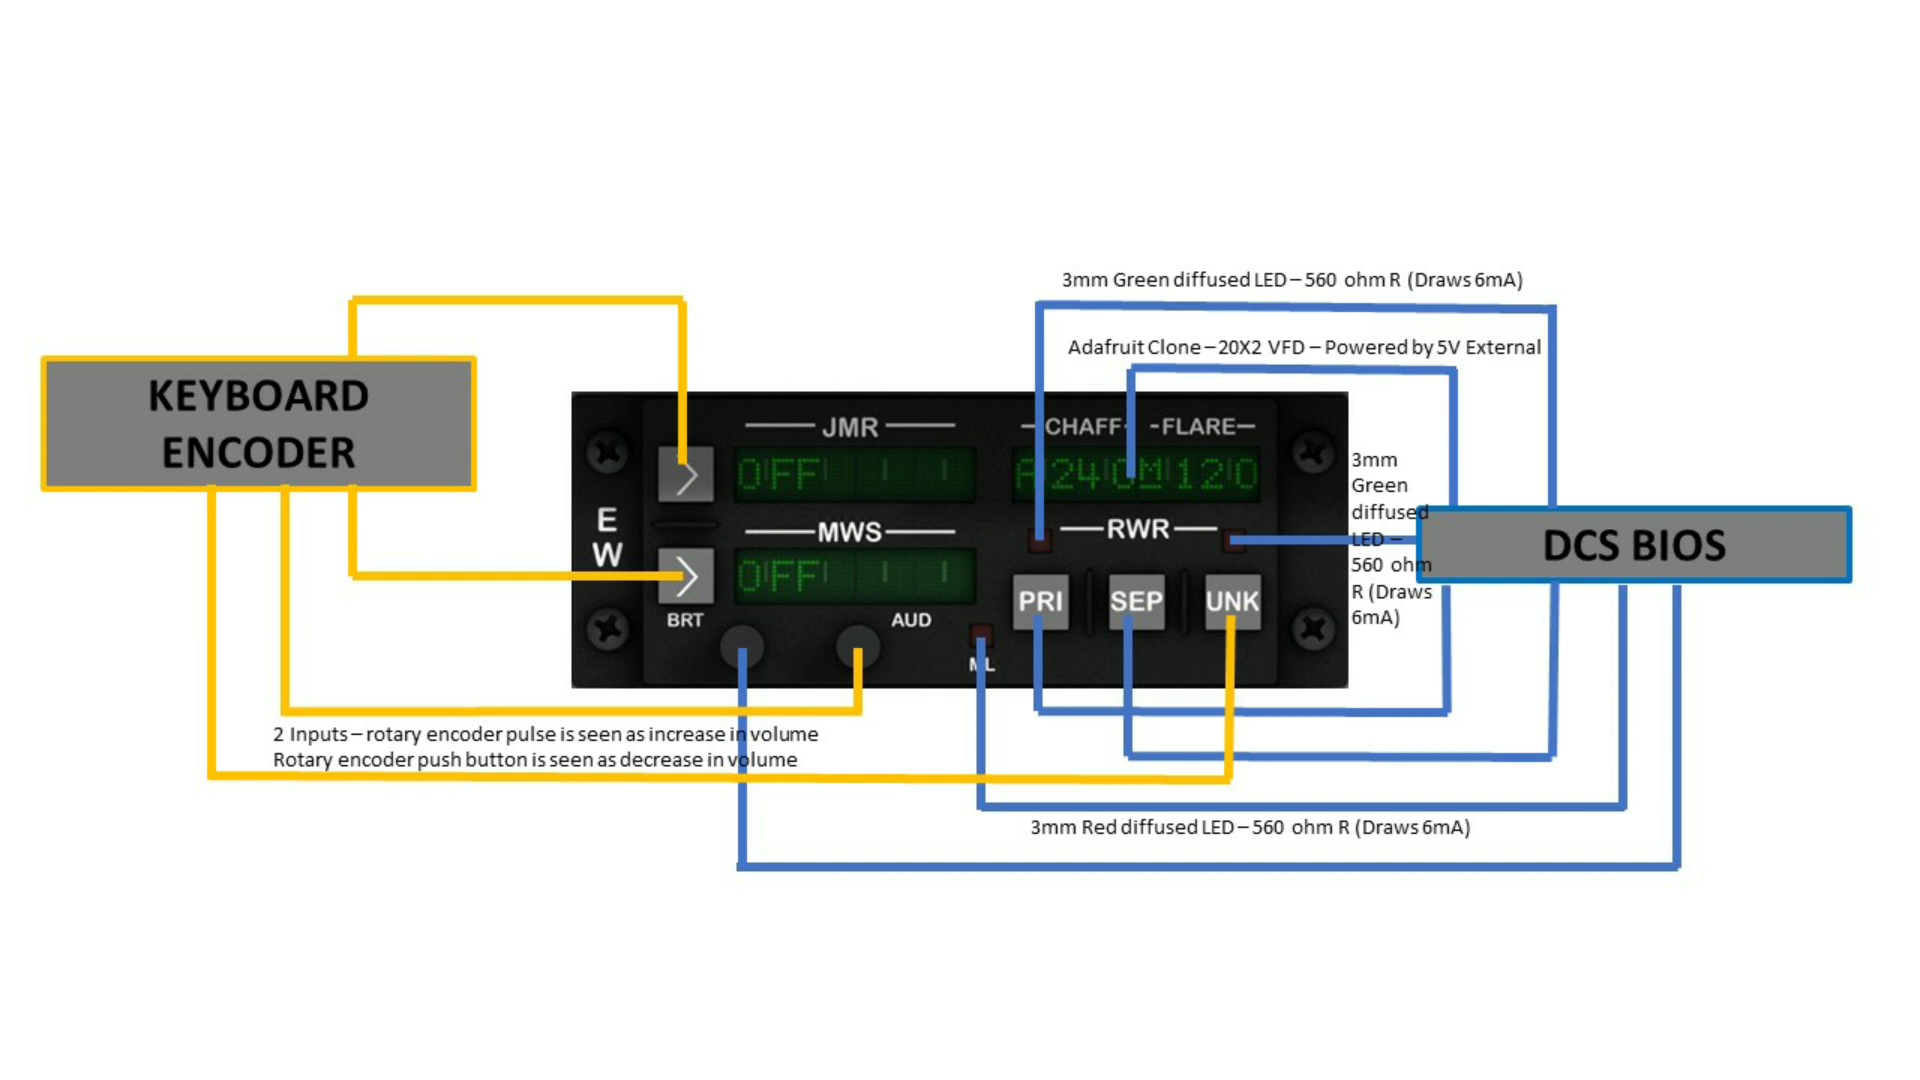 3mm Green diffused LED – 560 ohm R (Draws 6mA)
Adafruit Clone – 20X2 VFD – Powered by 5V External
KEYBOARD
ENCODER
JMR
CHAFF
FLARE
OFF
A240M120
E
W
MWS
OFF
RWR
BRT
AUD
ML
PRI
SEP
UNK
3mm
Green
diffused
LED –
560 ohm
R (Draws
6mA)
DCS BIOS
2 Inputs – rotary encoder pulse is seen as increase in volume
Rotary encoder push button is seen as decrease in volume
3mm Red diffused LED – 560 ohm R (Draws 6mA)